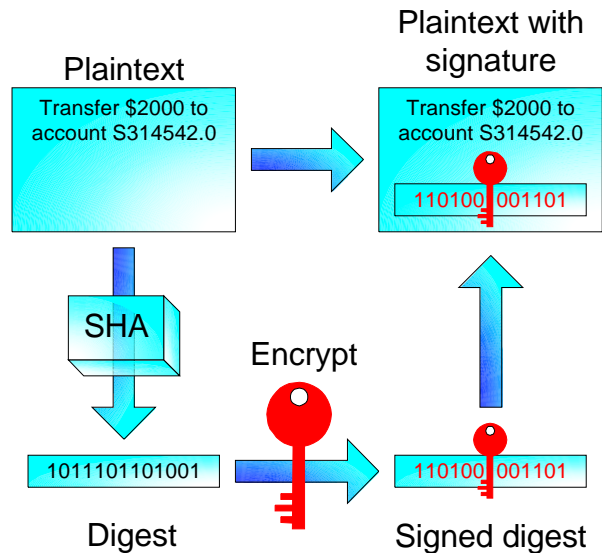 Plaintext
Transfer $2000 to
account S314542.0
Plaintext with
signature
Transfer $2000 to
account S314542.0
110100 001101
SHA
Encrypt
1011101101001
Digest
110100 001101
Signed digest